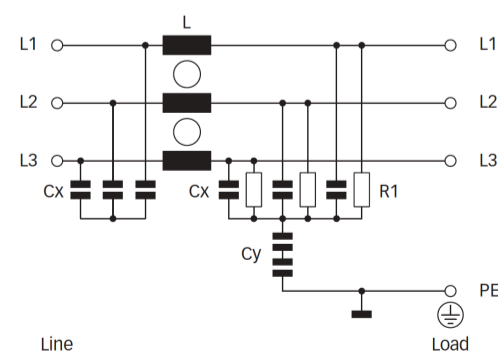 L
L1 L1
L2 L2
L3 L3
Cx Cx R1
Cy
PE
Line Load